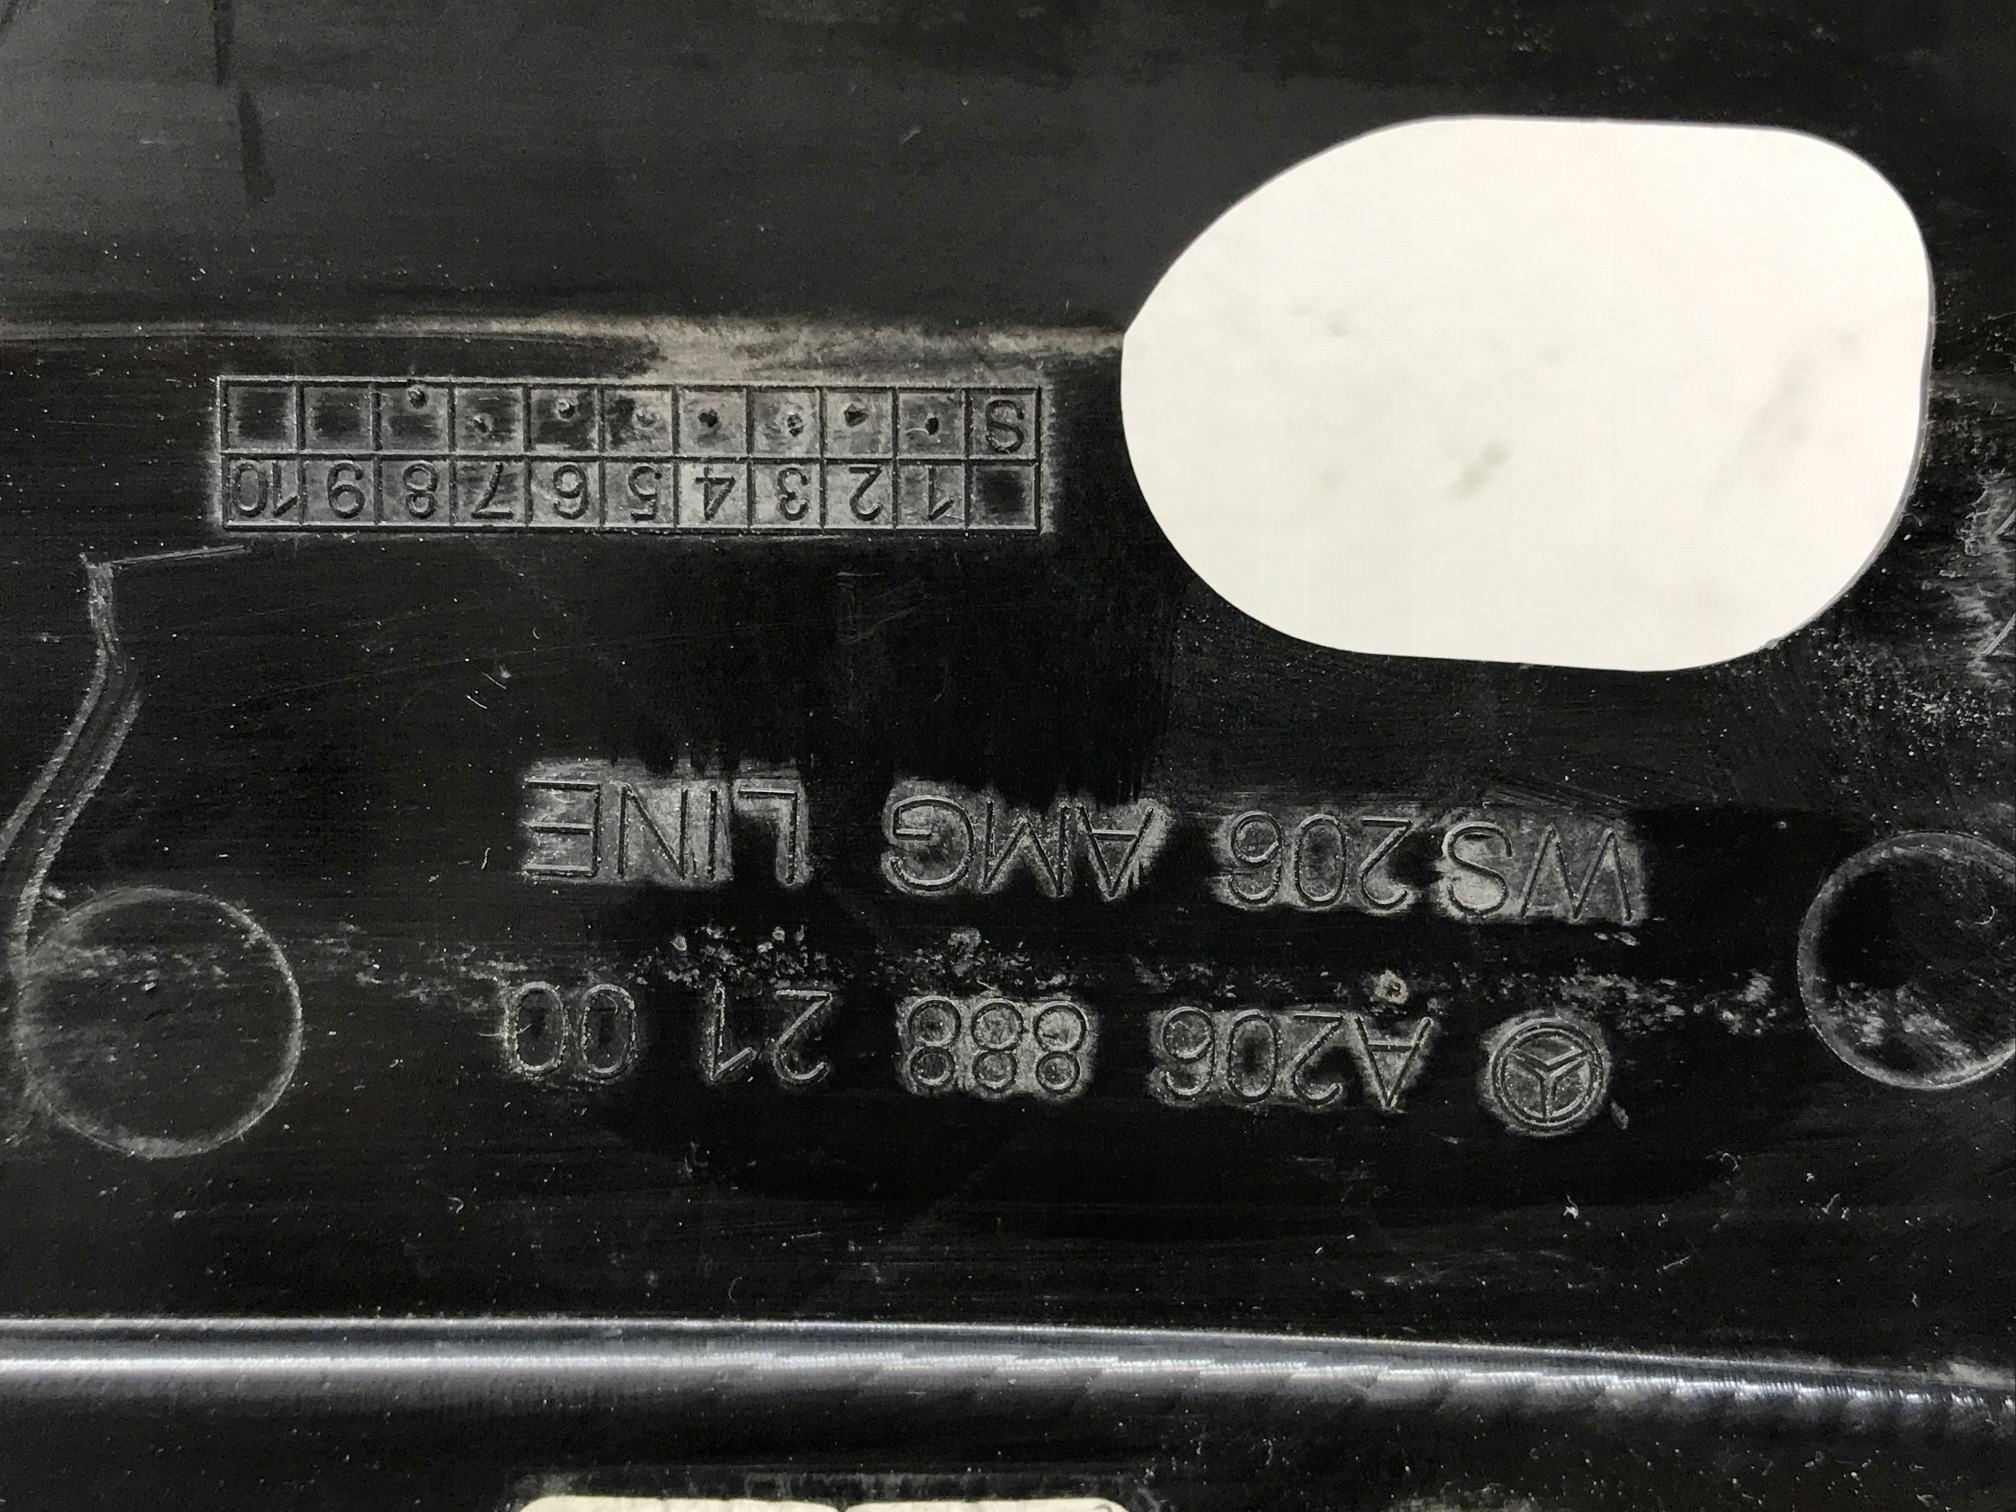 A206 888 21 00
WS206 AMG LINE
1 2 3 4 5 6 7 8 9 10
S